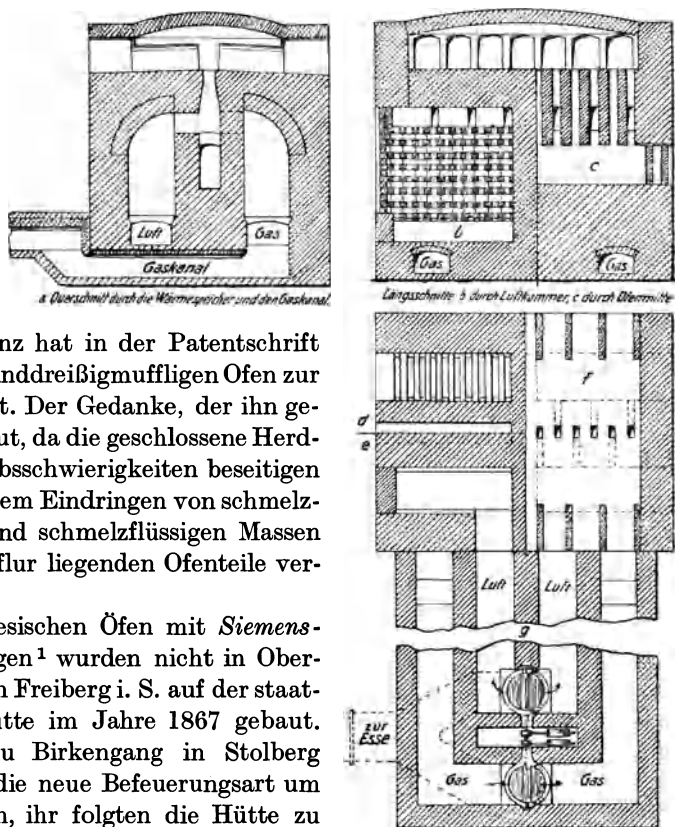 Luft
Gas
Gaskanal
a Querschnitt durch die Wärmespeicher und den Gaskanal.
c
b
Gas
Gas
Längsschnitte b durch Luftkammer, c durch Ofenmitte
nz hat in der Patentschrift
nddreißigmuffligen Ofen zur
t. Der Gedanke, der ihn ge-
ut, da die geschlossene Herd-
bsschwierigkeiten beseitigen
em Eindringen von schmelz-
nd schmelzflüssigen Massen
flur liegenden Ofenteile ver-
esischen Öfen mit Siemens-
gen¹ wurden nicht in Ober-
n Freiberg i. S. auf der staat-
tte im Jahre 1867 gebaut.
u Birkengang in Stolberg
die neue Befeuerungsart um
n, ihr folgten die Hütte zu
d
e
f
Luft
Luft
g
zur
Esse
Gas
Gas